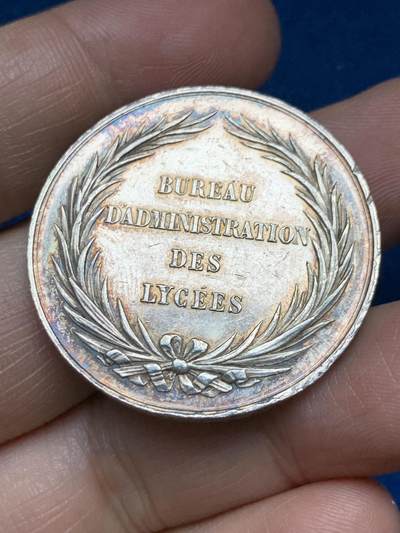 BUREAU
D'ADMINISTRATION
DES
LYCÉES